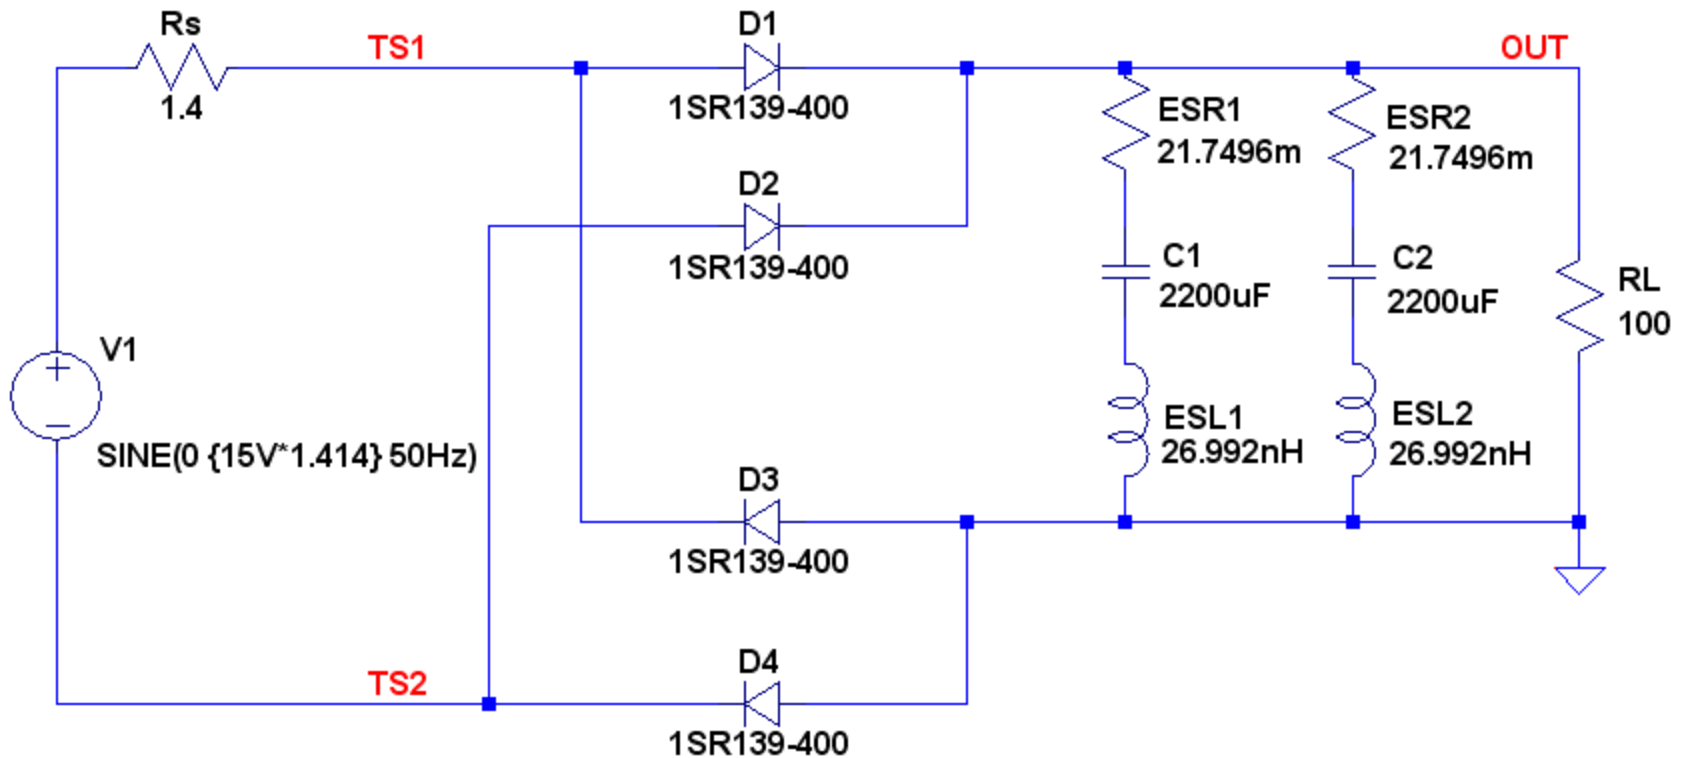 Rs
1.4
TS1
D1
1SR139-400
OUT
ESR1
21.7496m
ESR2
21.7496m
D2
1SR139-400
C1
2200uF
C2
2200uF
RL
100
V1
SINE(0 {15V*1.414} 50Hz)
ESL1
26.992nH
ESL2
26.992nH
D3
1SR139-400
TS2
D4
1SR139-400